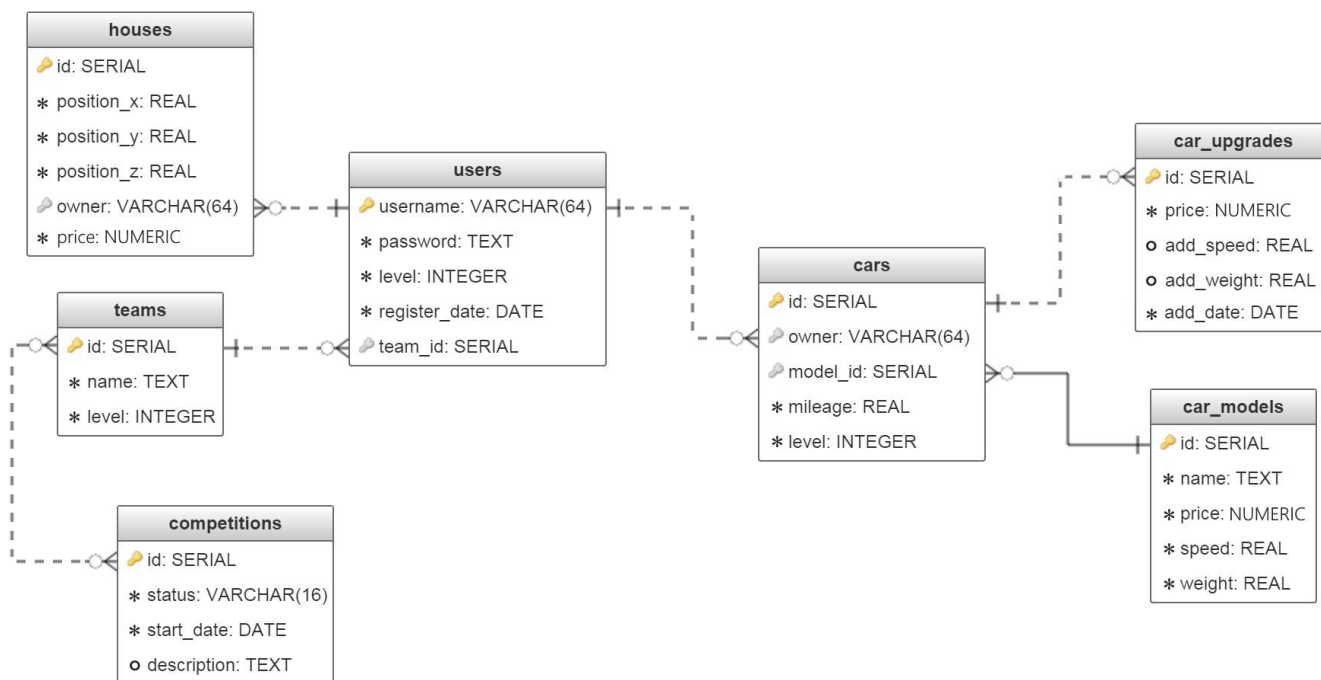 houses
id: SERIAL
* position_x: REAL
* position_y: REAL
* position_z: REAL
owner: VARCHAR(64)
* price: NUMERIC
users
username: VARCHAR(64)
* password: TEXT
* level: INTEGER
* register_date: DATE
team_id: SERIAL
teams
id: SERIAL
* name: TEXT
* level: INTEGER
competitions
id: SERIAL
* status: VARCHAR(16)
* start_date: DATE
description: TEXT
cars
id: SERIAL
owner: VARCHAR(64)
model_id: SERIAL
* mileage: REAL
* level: INTEGER
car_upgrades
id: SERIAL
* price: NUMERIC
add_speed: REAL
add_weight: REAL
* add_date: DATE
car_models
id: SERIAL
* name: TEXT
* price: NUMERIC
* speed: REAL
* weight: REAL